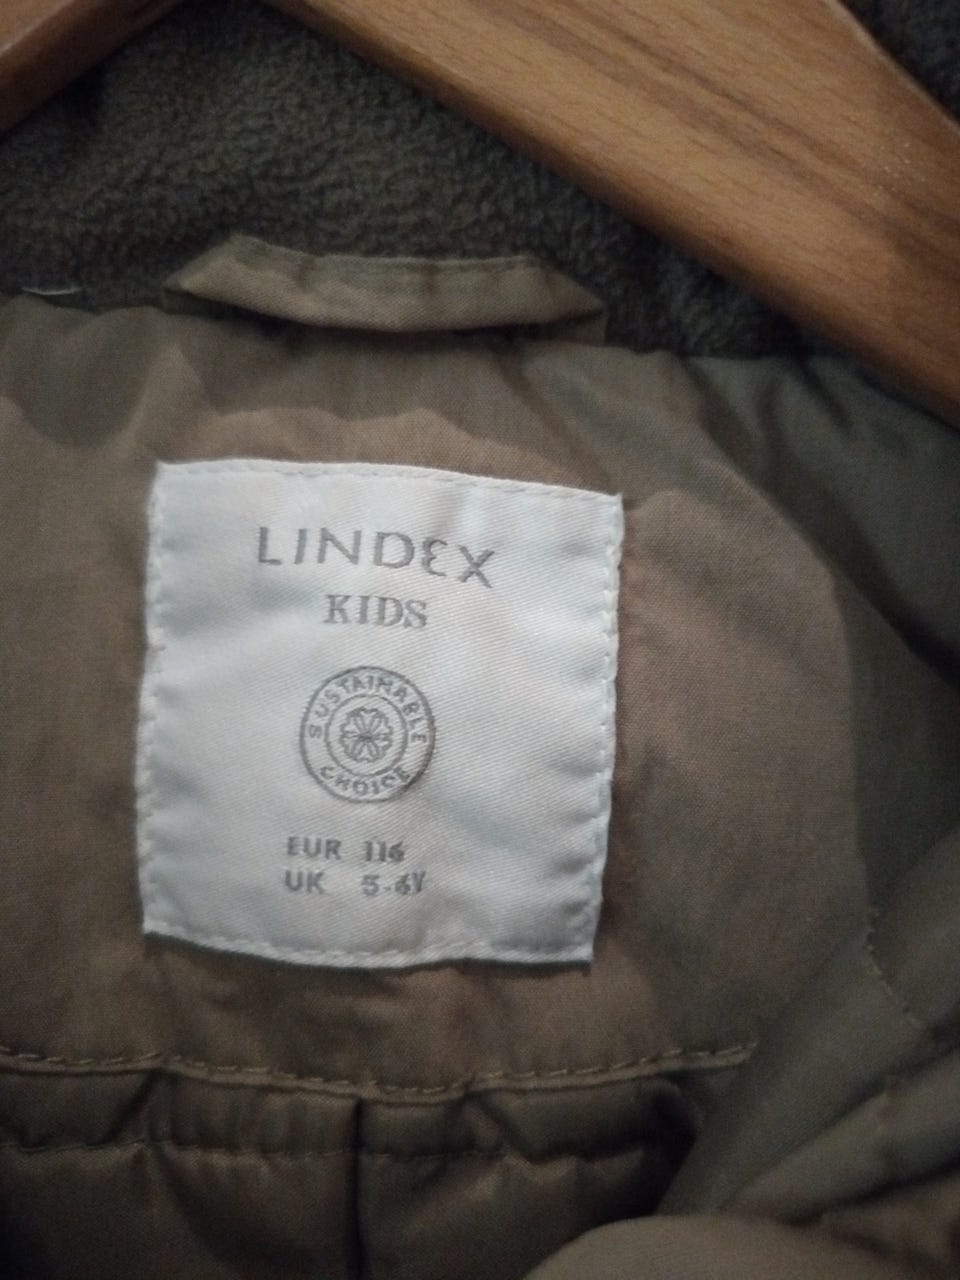 LINDEX
KIDS
SUSTAINABLE
CHOICE
EUR 116
UK 5-6Y